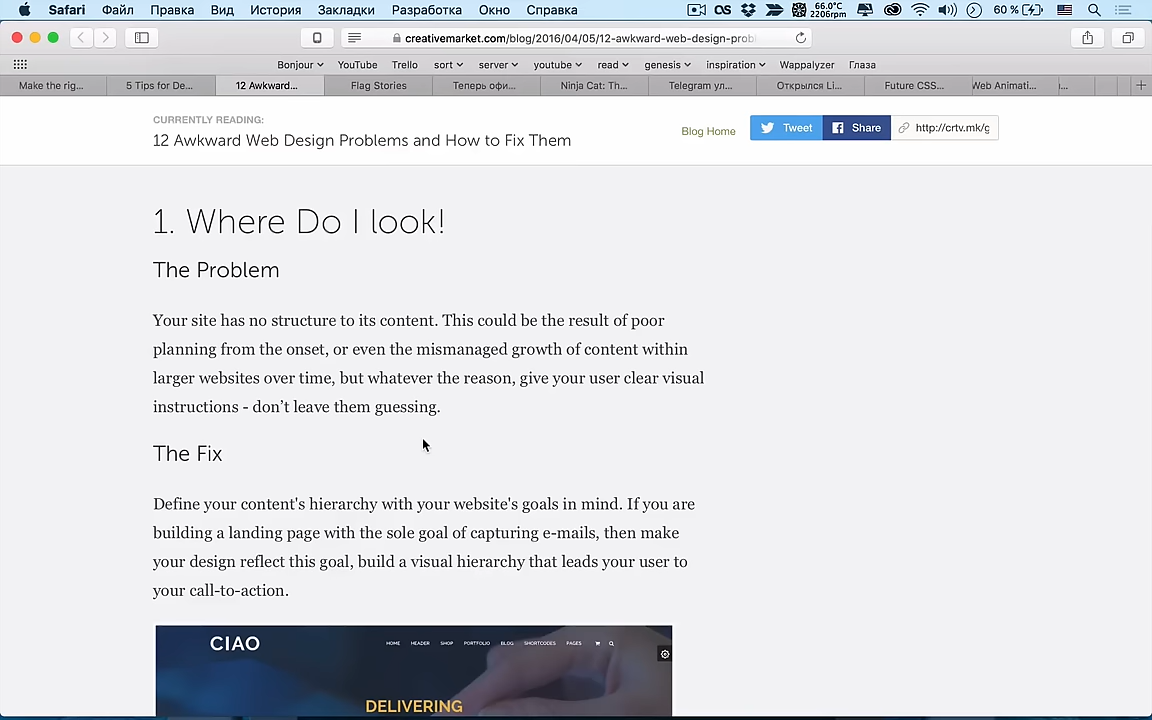 Safari Файл Правка Вид История Закладки Разработка Окно Справка 66.0°C 2206rpm 60 %
creativemarket.com/blog/2016/04/05/12-awkward-web-design-prob
Bonjour YouTube Trello sort server youtube read genesis inspiration Wappalyzer Глаза
Make the rig... 5 Tips for De... 12 Awkward... Flag Stories Теперь офи... Ninja Cat: Th... Telegram ул... Открылся Li... Future CSS... Web Animati...
CURRENTLY READING:
12 Awkward Web Design Problems and How to Fix Them
Blog Home Tweet Share http://crtv.mk/g
1. Where Do I look!
The Problem
Your site has no structure to its content. This could be the result of poor
planning from the onset, or even the mismanaged growth of content within
larger websites over time, but whatever the reason, give your user clear visual
instructions - don’t leave them guessing.
The Fix
Define your content's hierarchy with your website's goals in mind. If you are
building a landing page with the sole goal of capturing e-mails, then make
your design reflect this goal, build a visual hierarchy that leads your user to
your call-to-action.
CIAO HOME HEADER SHOP PORTFOLIO BLOG SHORTCODES PAGES
DELIVERING